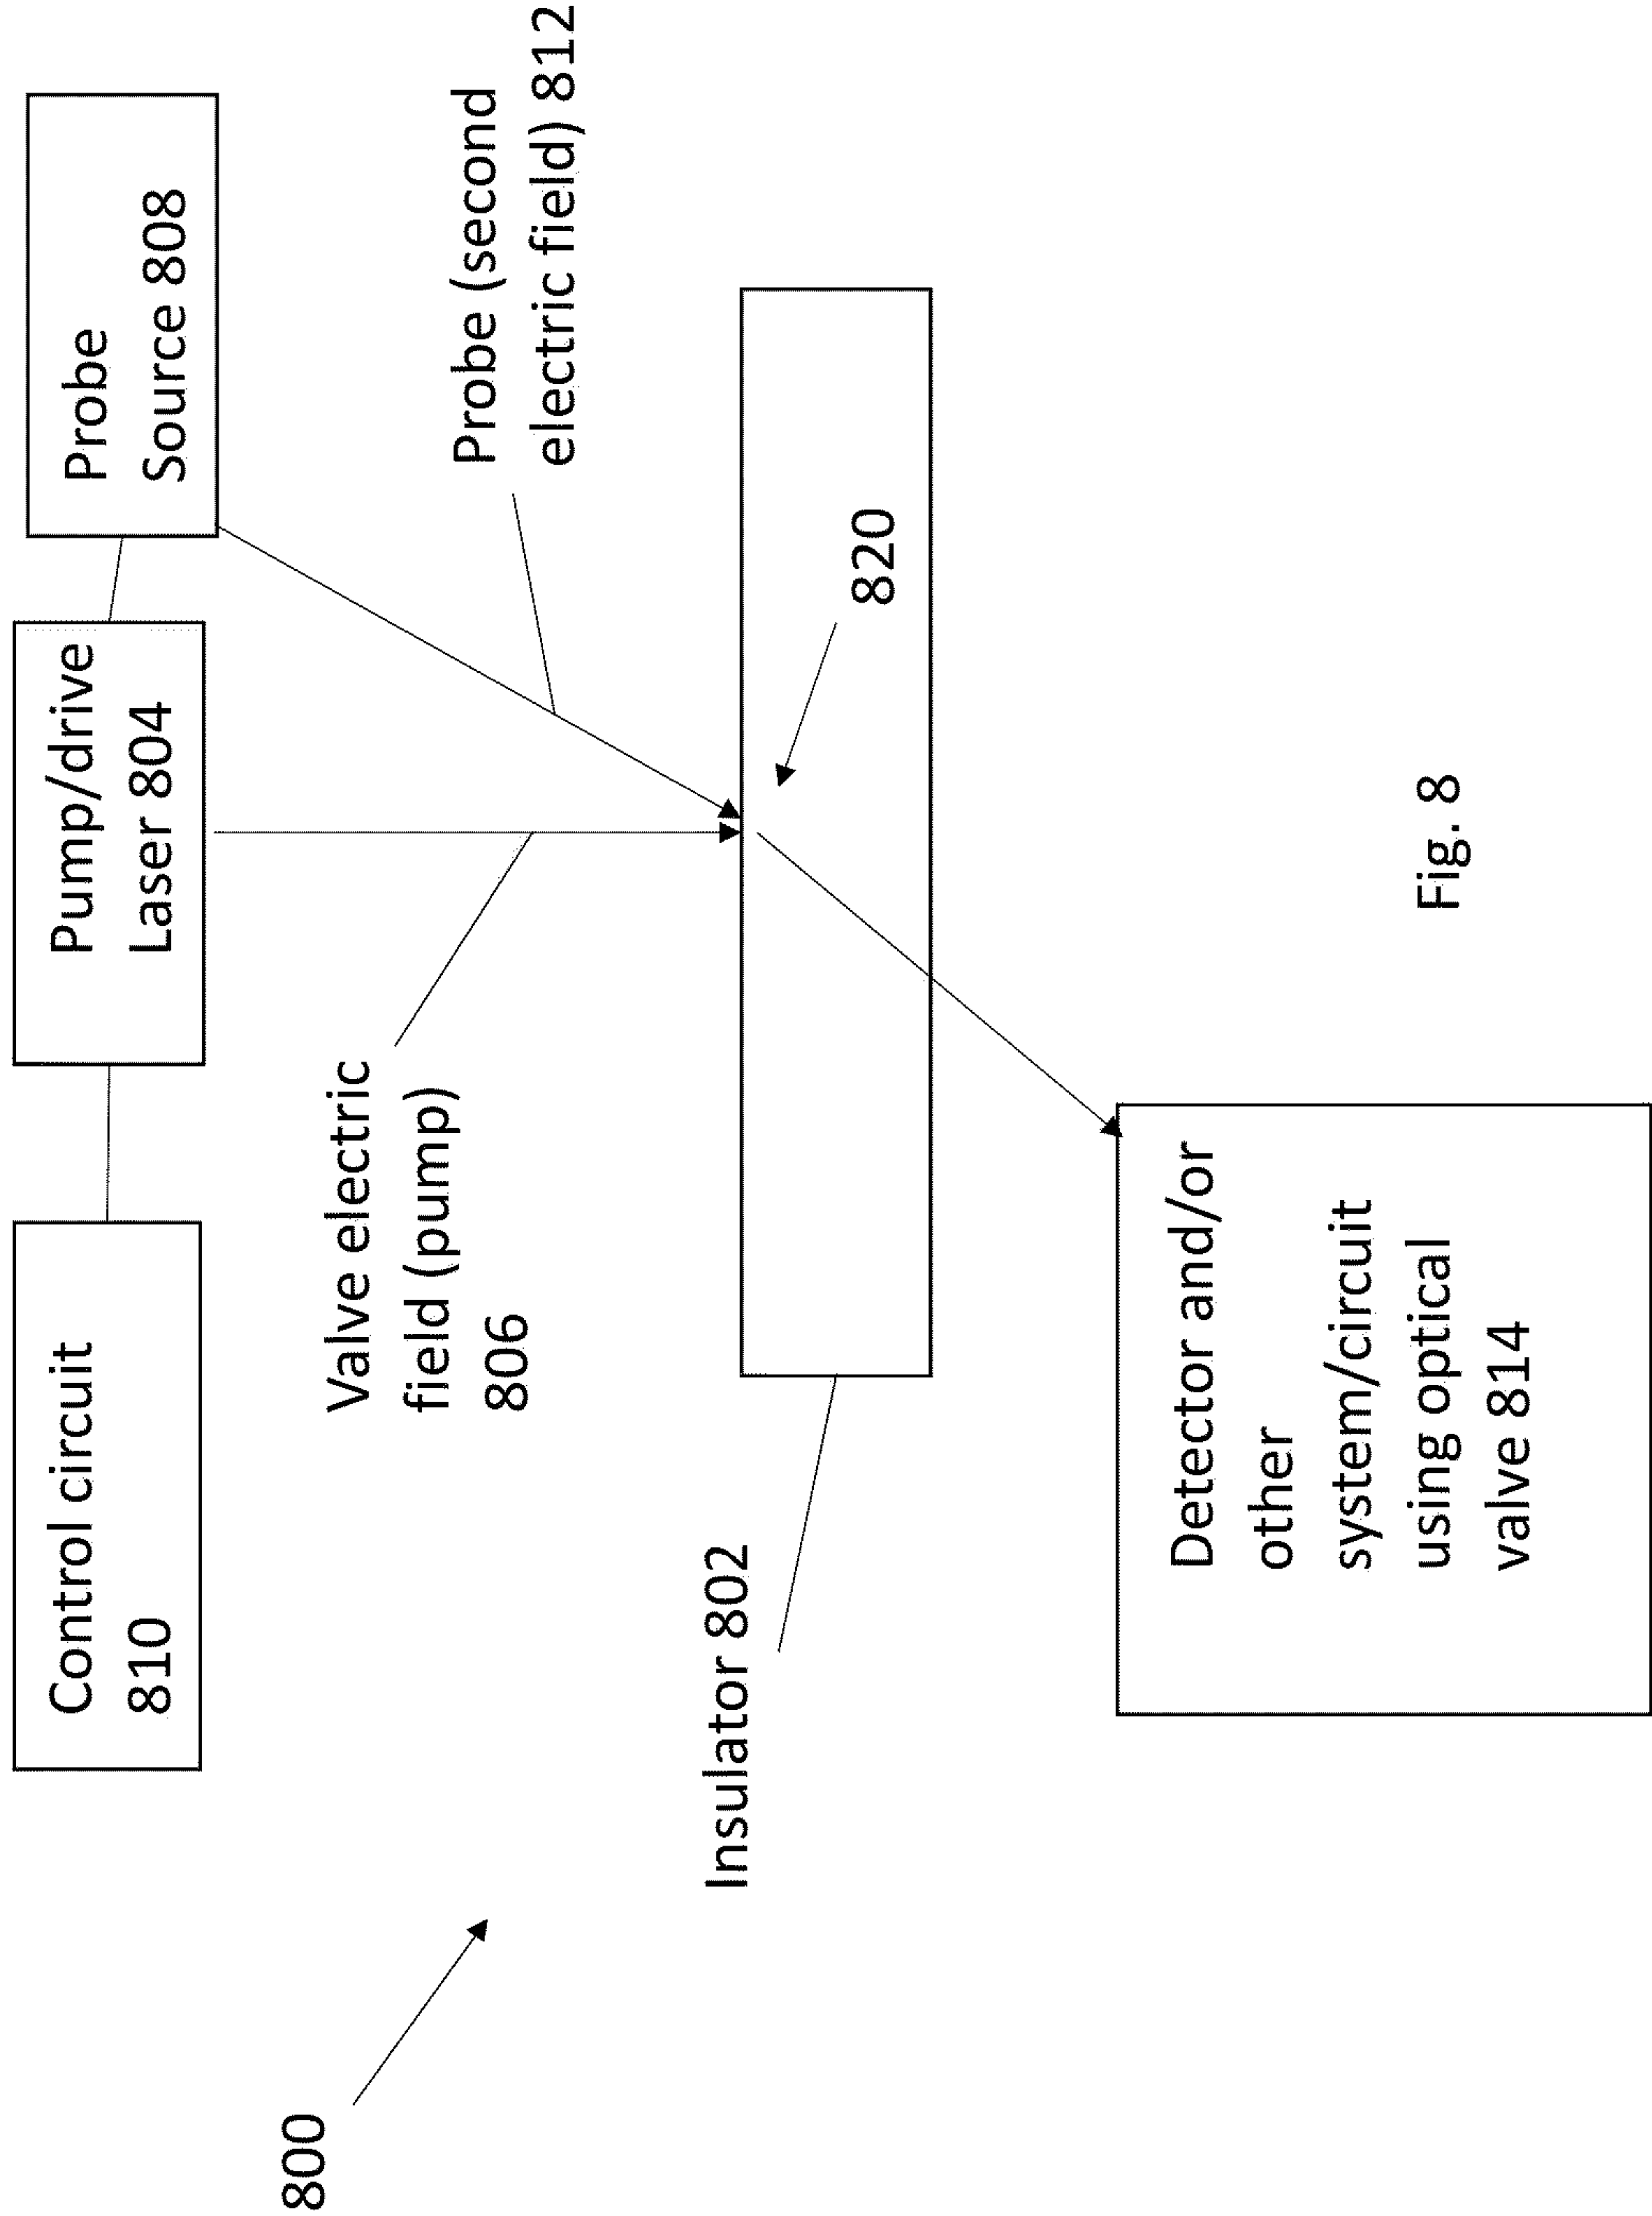 800
Control circuit
810
Pump/drive
Laser 804
Probe
Source 808
Valve electric
field (pump)
806
Probe (second
electric field) 812
Insulator 802
820
Detector and/or
other
system/circuit
using optical
valve 814
Fig. 8